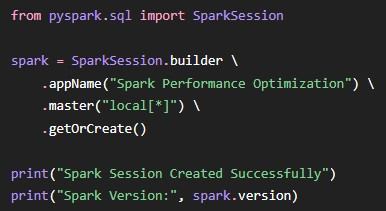 from pyspark.sql import SparkSession
spark = SparkSession.builder \
    .appName("Spark Performance Optimization") \
    .master("local[*]") \
    .getOrCreate()
print("Spark Session Created Successfully")
print("Spark Version:", spark.version)